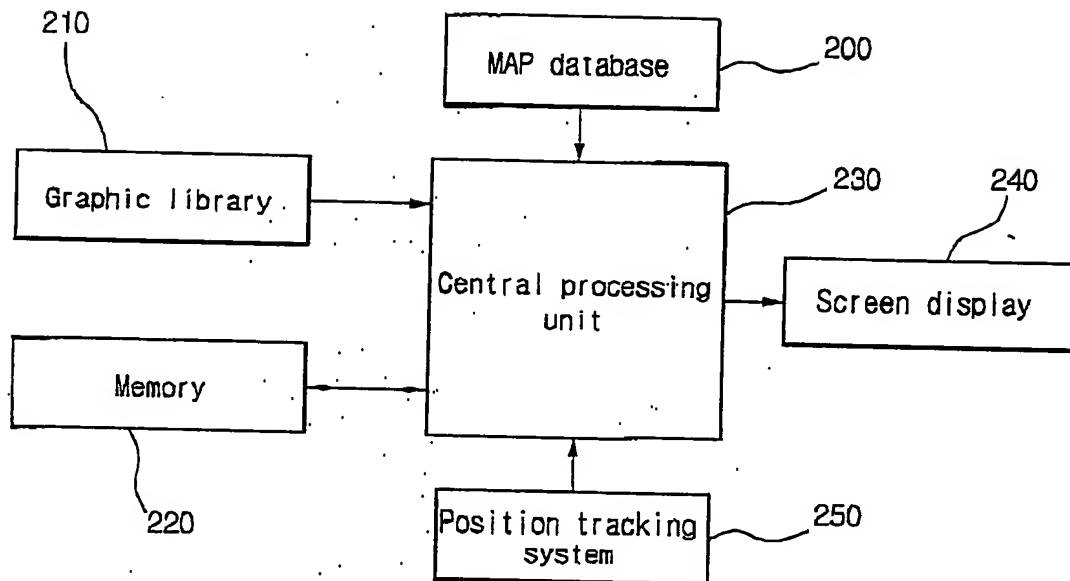 210
MAP database
200
Graphic library
230
240
Central processing
unit
Screen display
Memory
220
Position tracking
system
250